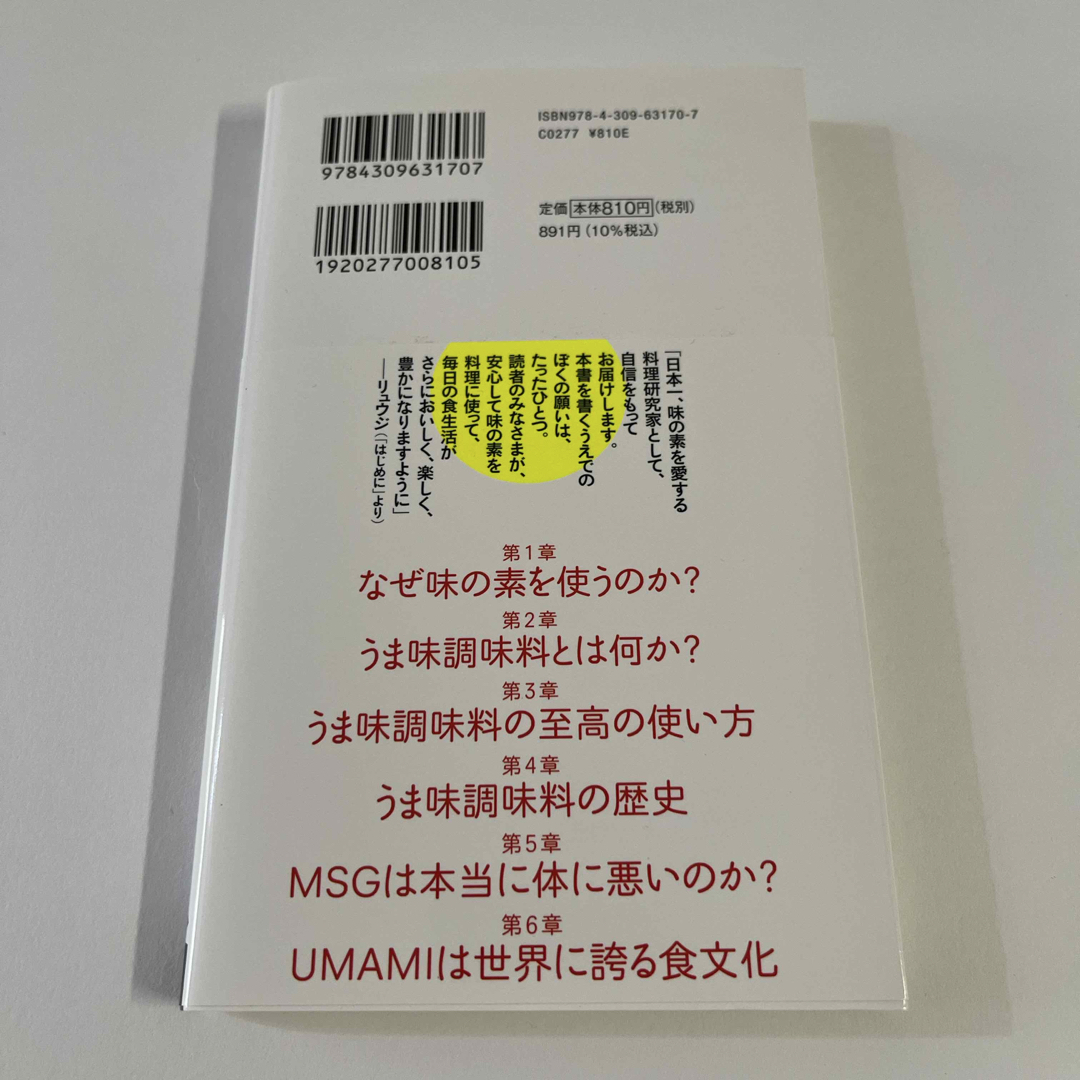 9784309631707
ISBN978-4-309-63170-7
C0277 ¥810E
1920277008105
定価本体810円(税別)
891円(10%税込)
「日本一、味の素を愛する
料理研究家として、
自信をもって
お届けします。
本書を書くうえでの
ぼくの願いは、
たったひとつ。
読者のみなさまが、
安心して味の素を
料理に使って、
毎日の食生活が
さらにおいしく、楽しく、
豊かになりますように」
——リュウジ(「はじめに」より)
第1章
なぜ味の素を使うのか?
第2章
うま味調味料とは何か?
第3章
うま味調味料の至高の使い方
第4章
うま味調味料の歴史
第5章
MSGは本当に体に悪いのか?
第6章
UMAMIは世界に誇る食文化